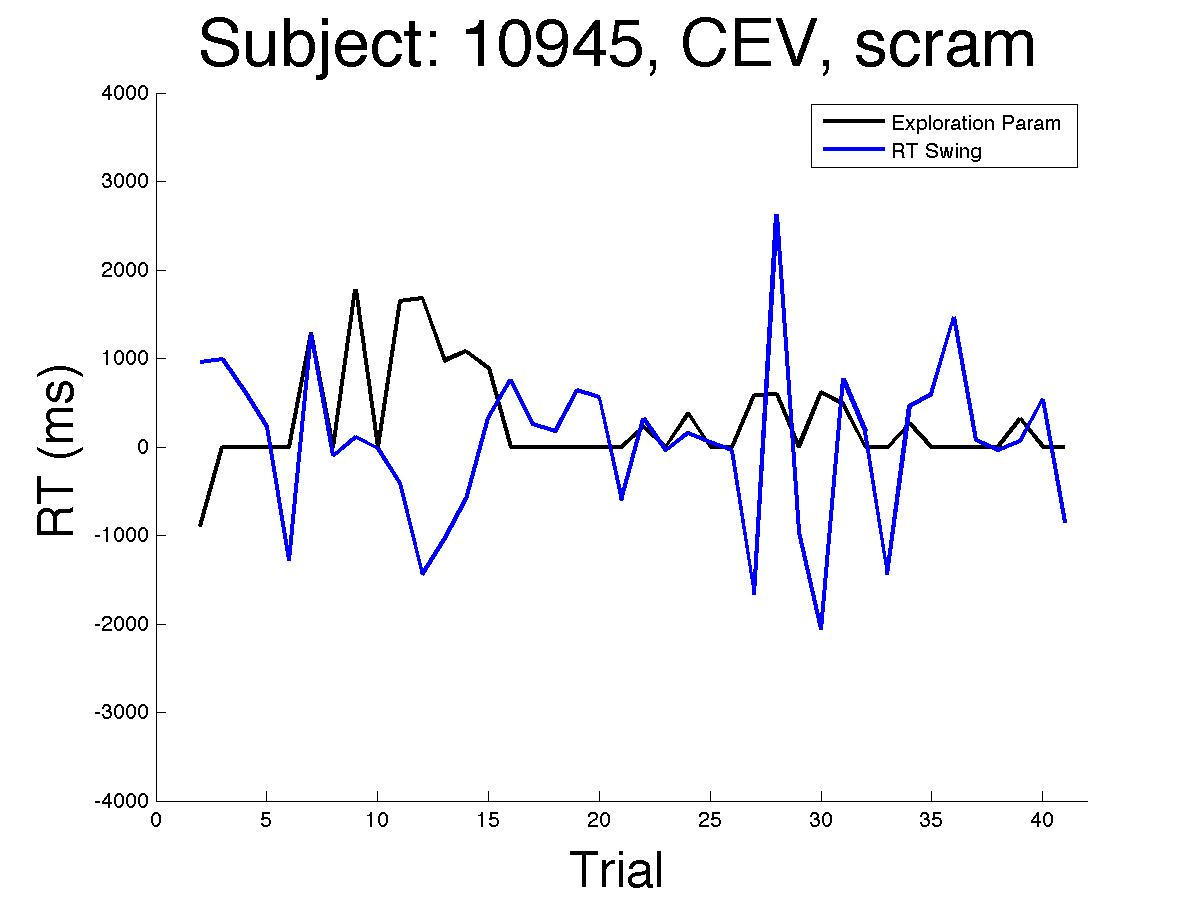 Subject: 10945, CEV, scram
4000
3000
2000
1000
0
-1000
-2000
-3000
-4000
RT (ms)
Exploration Param
RT Swing
0 5 10 15 20 25 30 35 40
Trial